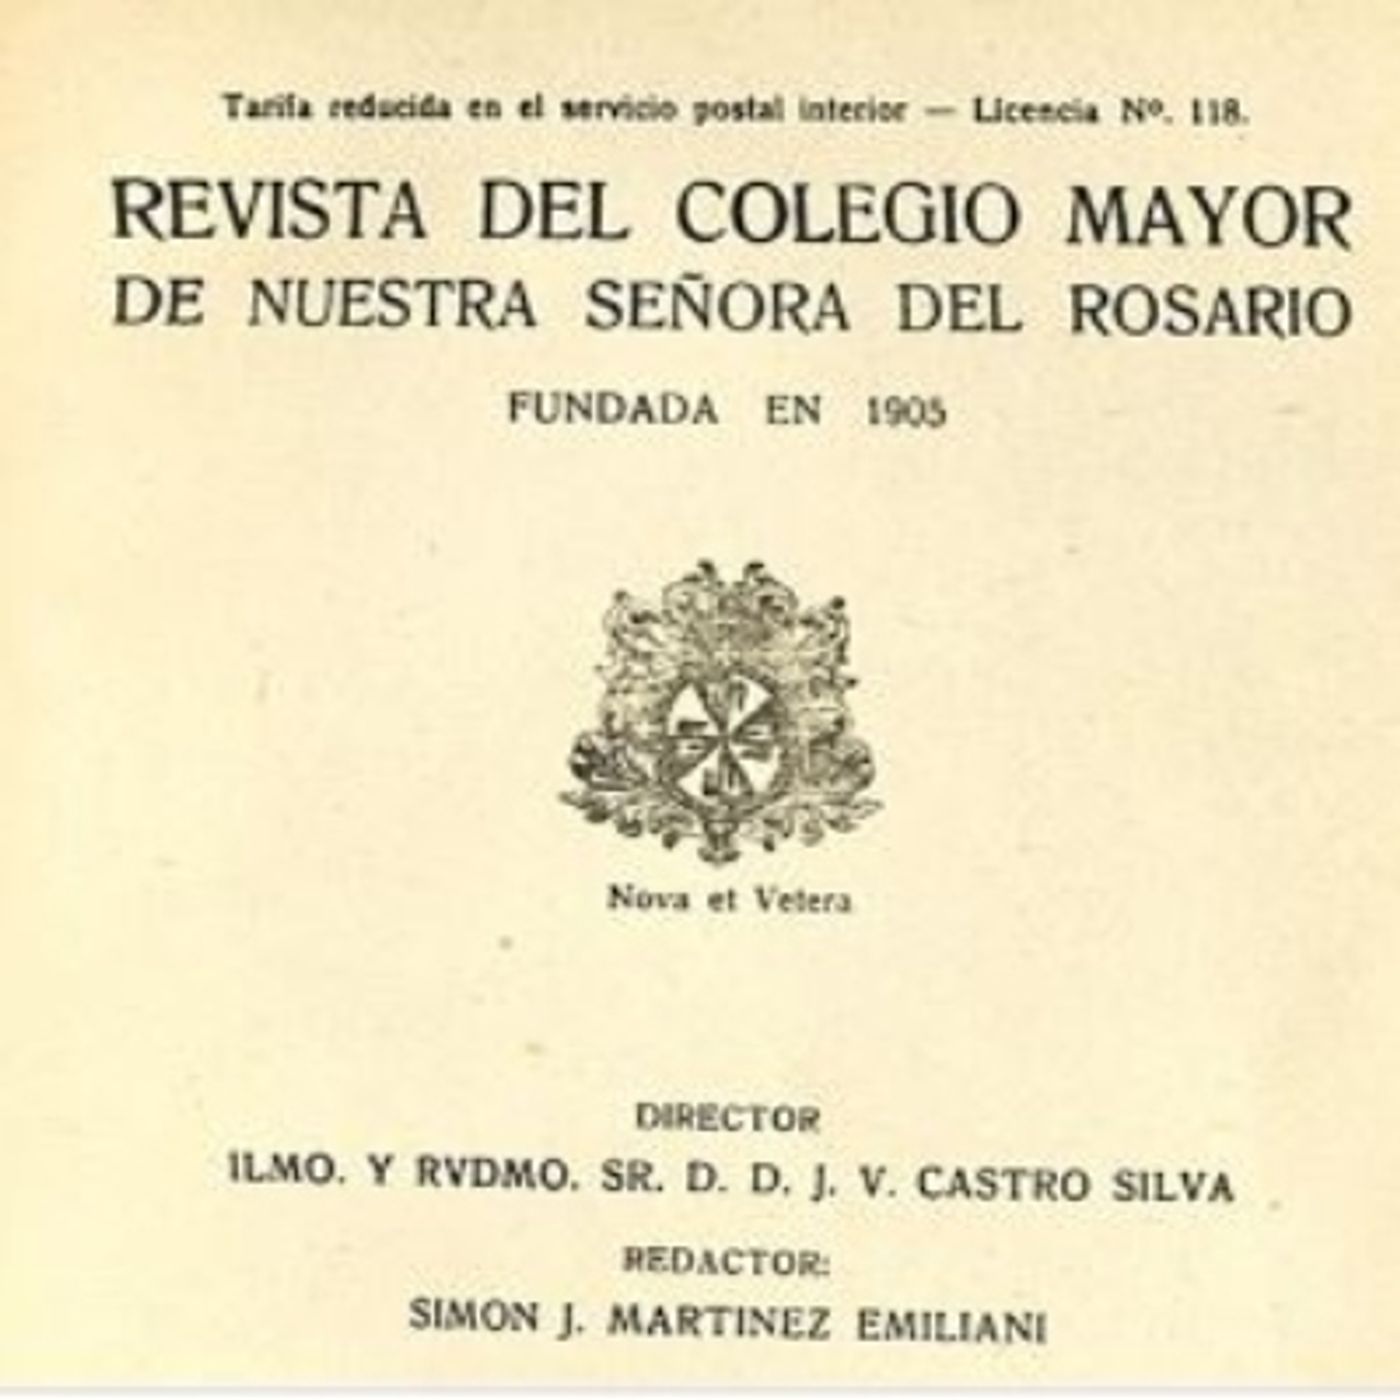 Tarifa reducida en el servicio postal interior — Licencia Nº. 118.
REVISTA DEL COLEGIO MAYOR
DE NUESTRA SEÑORA DEL ROSARIO
FUNDADA EN 1905
Nova et Vetera
DIRECTOR
ILMO. Y RVDMO. SR. D. D. J. V. CASTRO SILVA
REDACTOR:
SIMON J. MARTINEZ EMILIANI